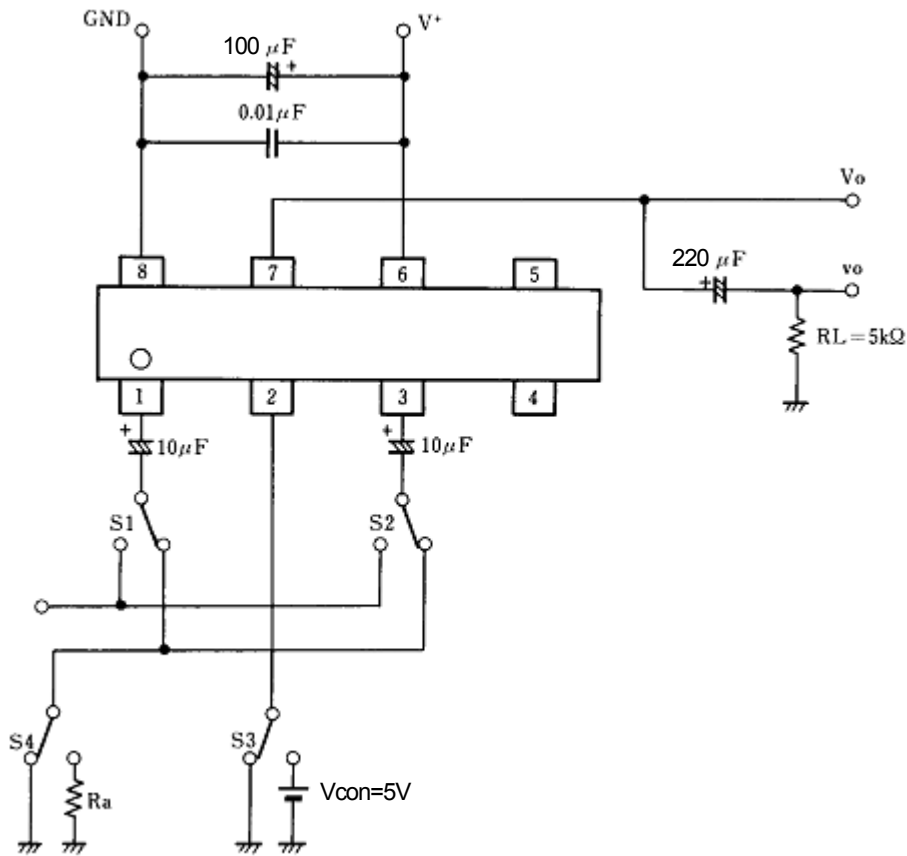 GND
V+
100 μF
+
0.01μF
Vo
8
7
6
5
220 μF
+
vo
RL=5kΩ
1
2
3
4
+
10μF
+
10μF
S1
S2
S4
S3
Ra
Vcon=5V